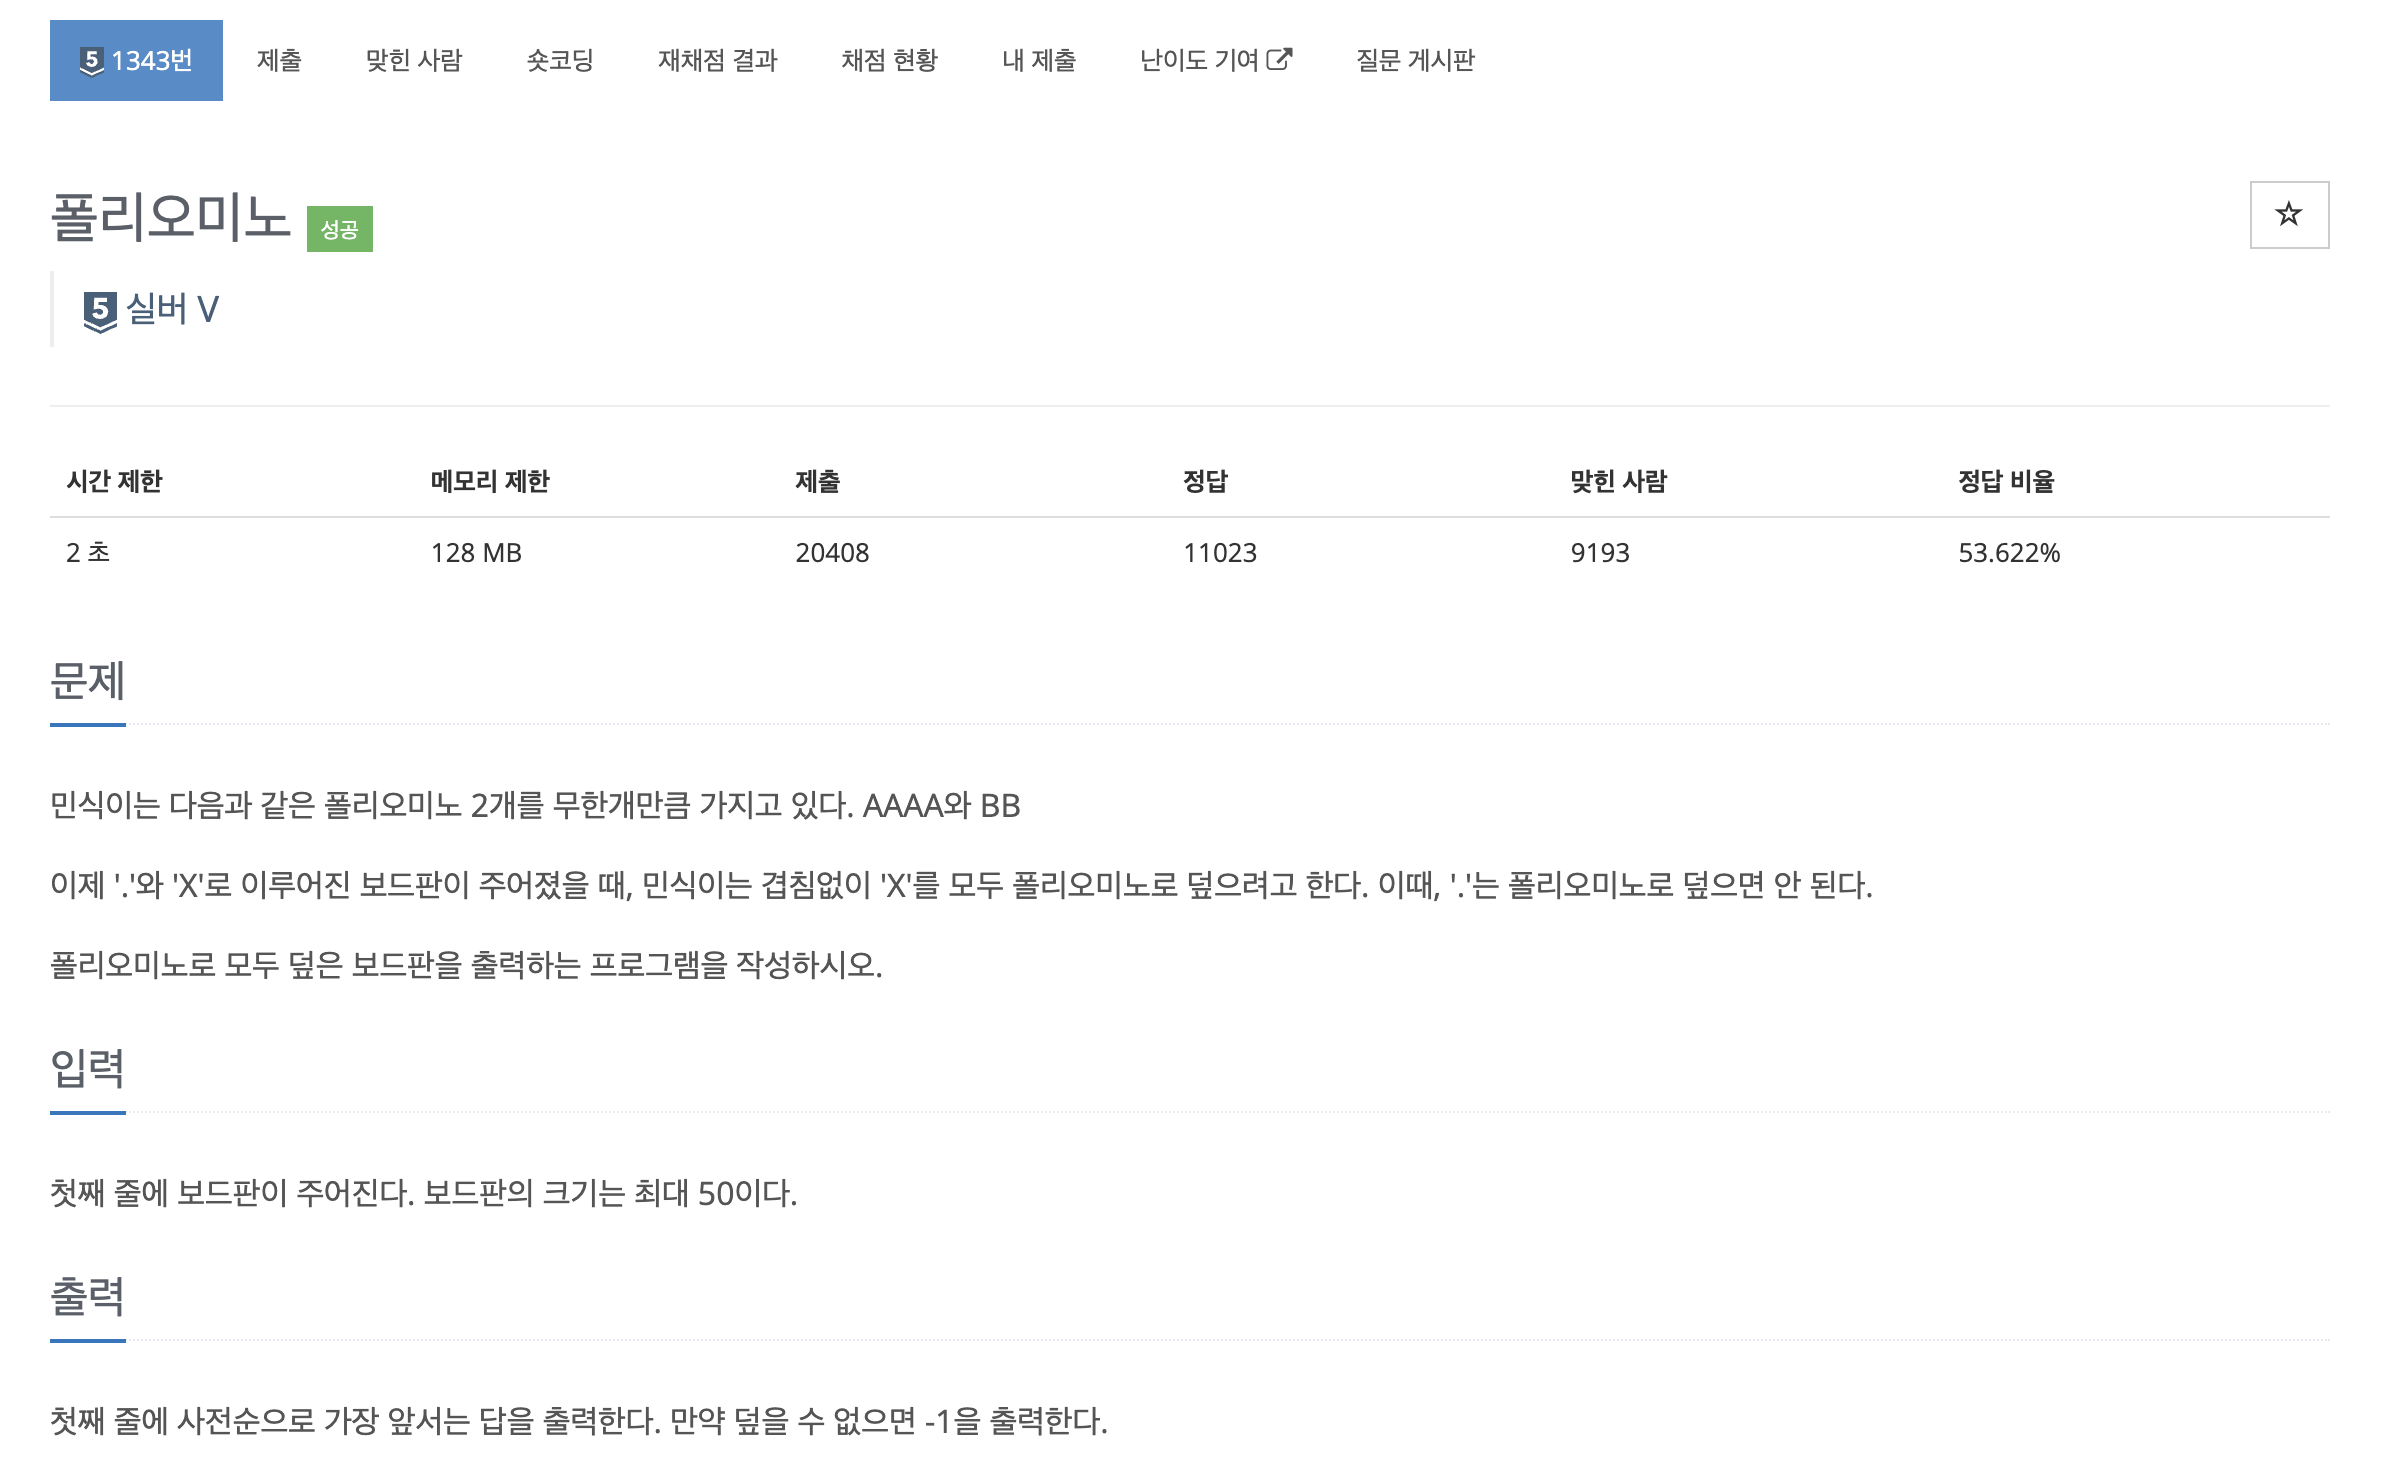 5 1343번 제출 맞힌 사람 숏코딩 재채점 결과 채점 현황 내 제출 난이도 기여 질문 게시판
폴리오미노 성공
5 실버 V
시간 제한 메모리 제한 제출 정답 맞힌 사람 정답 비율
2 초 128 MB 20408 11023 9193 53.622%
문제
민식이는 다음과 같은 폴리오미노 2개를 무한개만큼 가지고 있다. AAAA와 BB
이제 '.'와 'X'로 이루어진 보드판이 주어졌을 때, 민식이는 겹침없이 'X'를 모두 폴리오미노로 덮으려고 한다. 이때, '.'는 폴리오미노로 덮으면 안 된다.
폴리오미노로 모두 덮은 보드판을 출력하는 프로그램을 작성하시오.
입력
첫째 줄에 보드판이 주어진다. 보드판의 크기는 최대 50이다.
출력
첫째 줄에 사전순으로 가장 앞서는 답을 출력한다. 만약 덮을 수 없으면 -1을 출력한다.